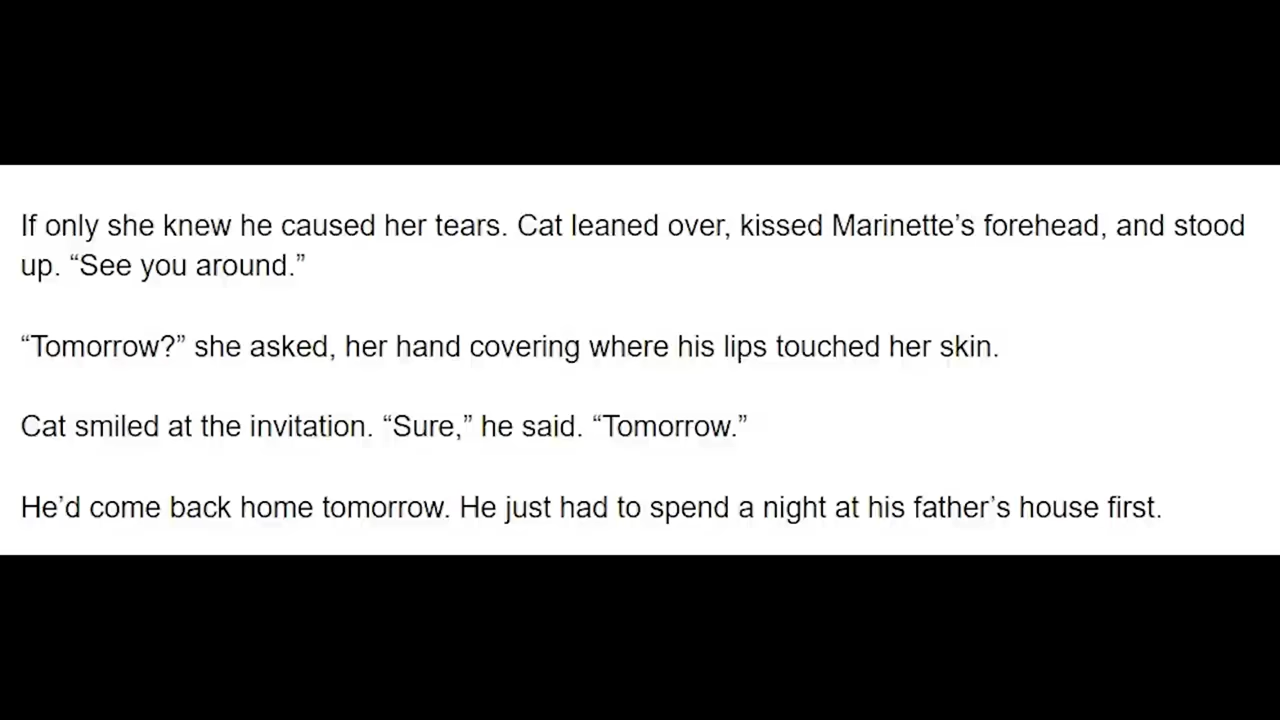 If only she knew he caused her tears. Cat leaned over, kissed Marinette’s forehead, and stood
up. “See you around.”
“Tomorrow?” she asked, her hand covering where his lips touched her skin.
Cat smiled at the invitation. “Sure,” he said. “Tomorrow.”
He’d come back home tomorrow. He just had to spend a night at his father’s house first.